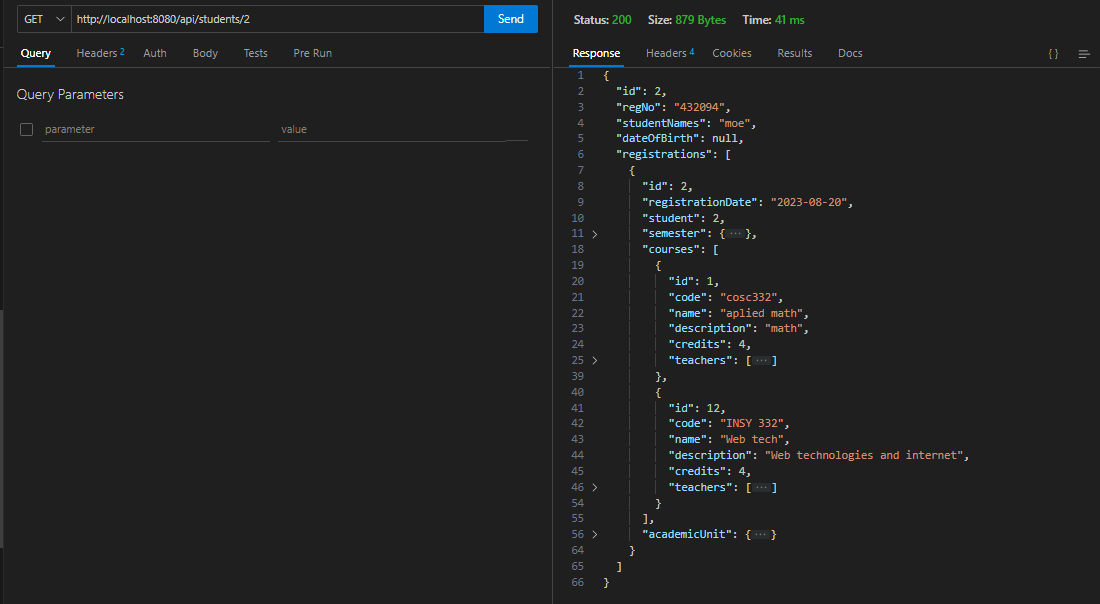 GET http://localhost:8080/api/students/2 Send
Query Headers 2 Auth Body Tests Pre Run
Query Parameters
parameter value
Status: 200 Size: 879 Bytes Time: 41 ms
Response Headers 4 Cookies Results Docs { }
1 {
2 "id": 2,
3 "regNo": "432094",
4 "studentNames": "moe",
5 "dateOfBirth": null,
6 "registrations": [
7 {
8 "id": 2,
9 "registrationDate": "2023-08-20",
10 "student": 2,
11 "semester": { ··· },
18 "courses": [
19 {
20 "id": 1,
21 "code": "cosc332",
22 "name": "aplied math",
23 "description": "math",
24 "credits": 4,
25 "teachers": [ ··· ]
39 },
40 {
41 "id": 12,
42 "code": "INSY 332",
43 "name": "Web tech",
44 "description": "Web technologies and internet",
45 "credits": 4,
46 "teachers": [ ··· ]
54 }
55 ],
56 "academicUnit": { ··· }
64 }
65 ]
66 }